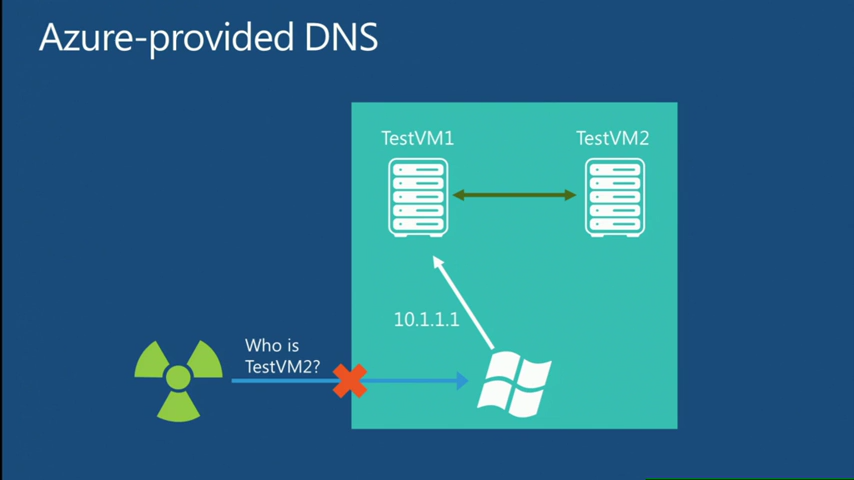 Azure-provided DNS
TestVM1
TestVM2
10.1.1.1
Who is
TestVM2?